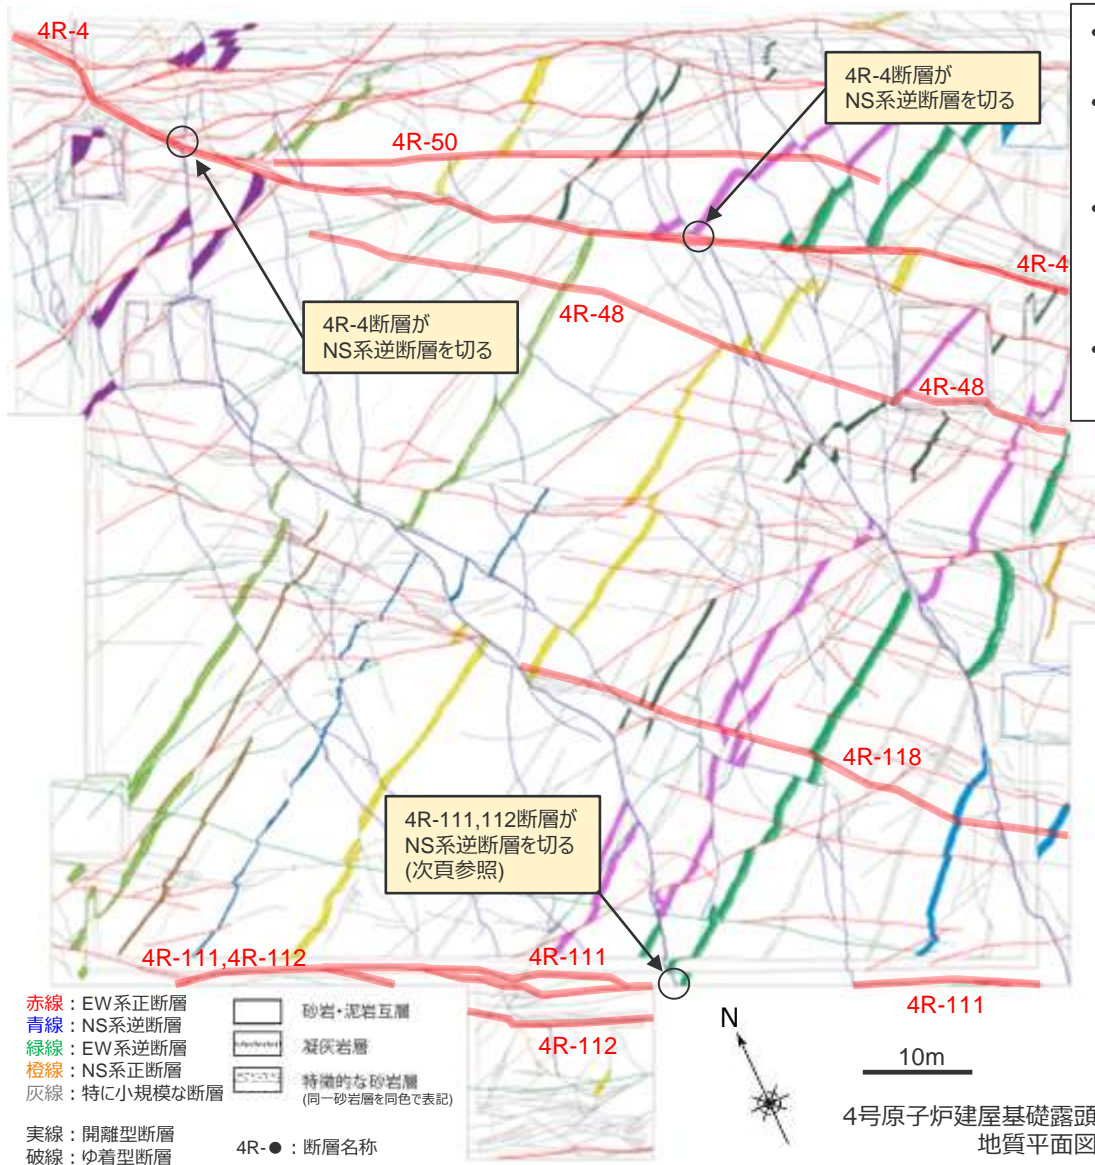 4R-4
4R-4断層が
NS系逆断層を切る
4R-50
4R-4
4R-4断層が
NS系逆断層を切る
4R-48
4R-48
4R-118
4R-111,112断層が
NS系逆断層を切る
(次頁参照)
4R-111,4R-112
4R-111
4R-111
4R-112
赤線：EW系正断層
青線：NS系逆断層
緑線：EW系逆断層
橙線：NS系正断層
灰線：特に小規模な断層
実線：開離型断層
破線：ゆ着型断層
砂岩・泥岩互層
凝灰岩層
特徴的な砂岩層
(同一砂岩層を同色で表記)
4R-●：断層名称
N
10m
4号原子炉建屋基礎露頭
地質平面図